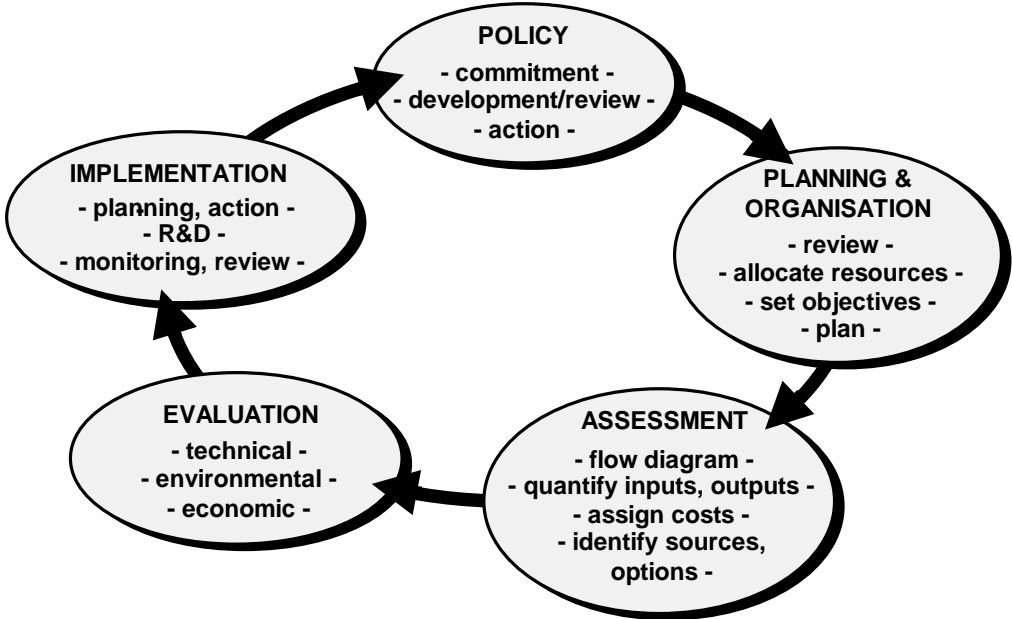 POLICY
- commitment -
- development/review -
- action -
PLANNING &
ORGANISATION
- review -
- allocate resources -
- set objectives -
- plan -
ASSESSMENT
- flow diagram -
- quantify inputs, outputs -
- assign costs -
- identify sources,
options -
EVALUATION
- technical -
- environmental -
- economic -
IMPLEMENTATION
- planning, action -
- R&D -
- monitoring, review -